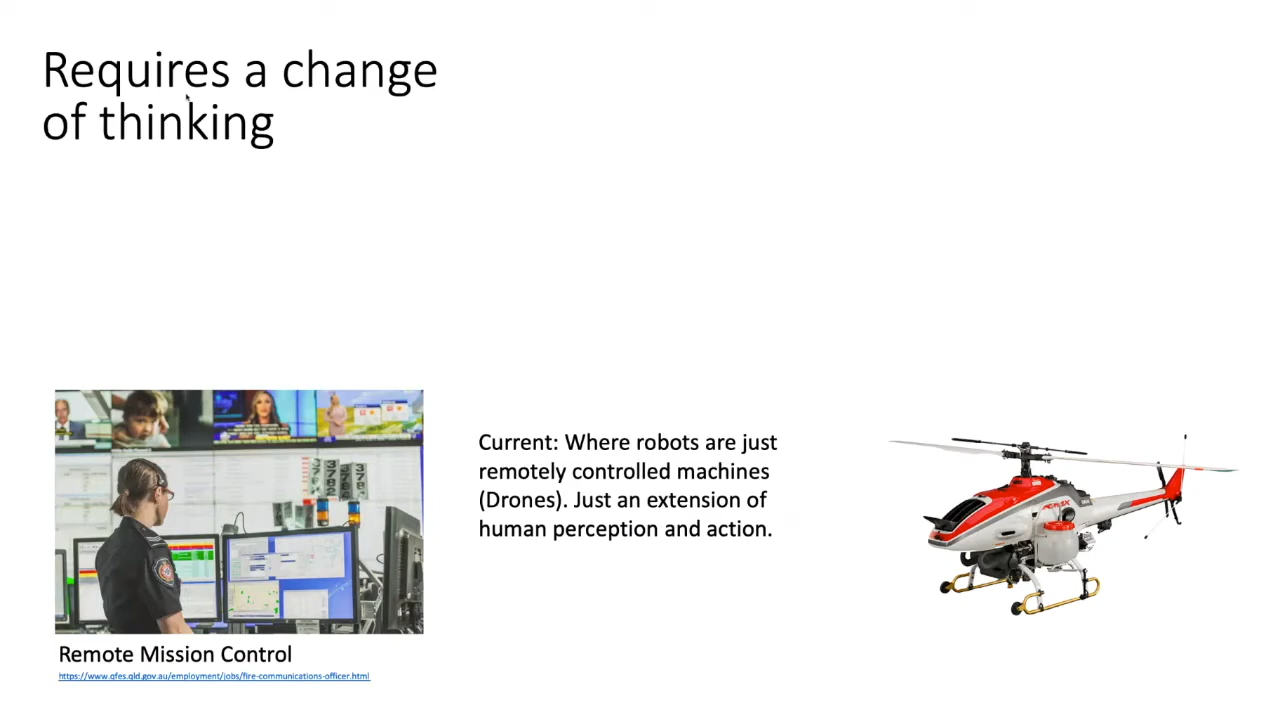 Requires a change
of thinking
Current: Where robots are just
remotely controlled machines
(Drones). Just an extension of
human perception and action.
Remote Mission Control
https://www.qfes.qld.gov.au/employment/jobs/fire-communications-officer.html